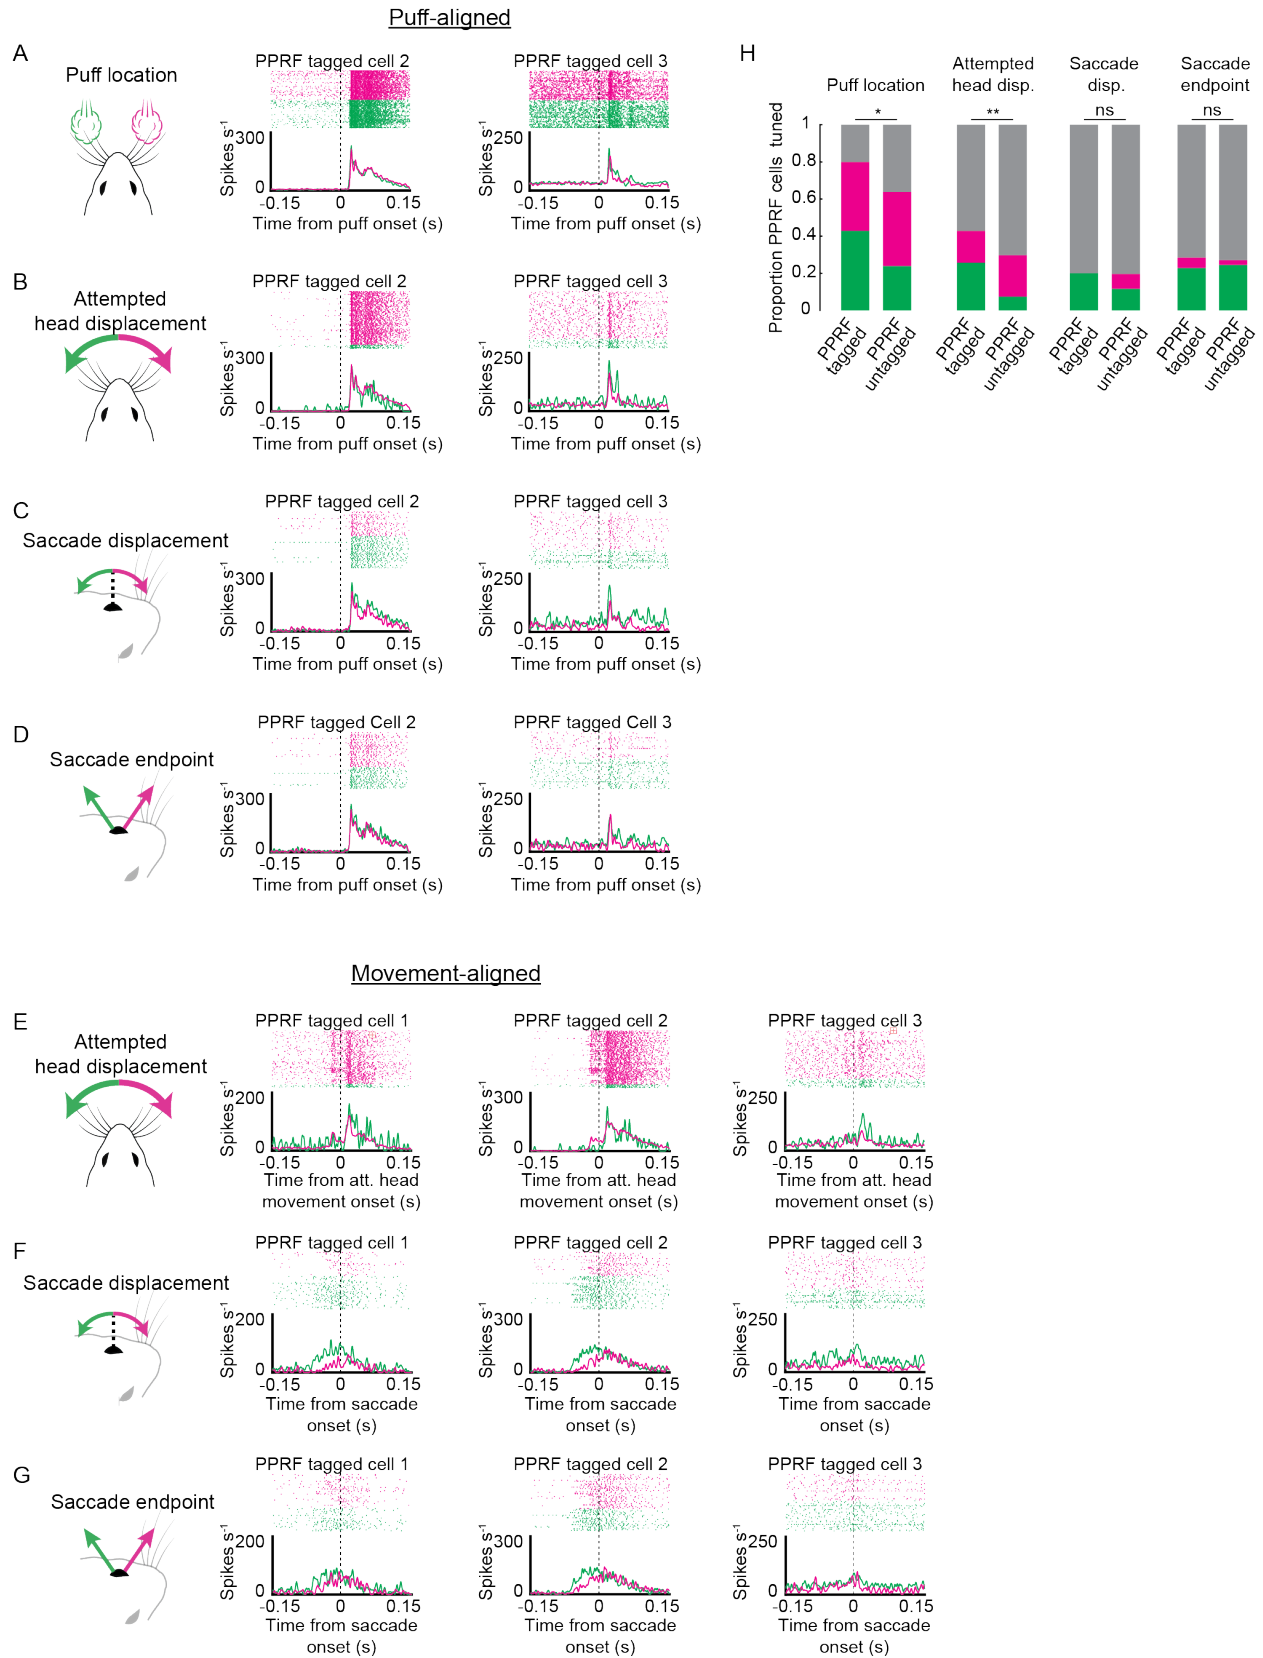 Puff-aligned
A
Puff location
PPRF tagged cell 2
Spikes s⁻¹
300
0
-0.15 0 0.15
Time from puff onset (s)
PPRF tagged cell 3
Spikes s⁻¹
250
0
-0.15 0 0.15
Time from puff onset (s)
B
Attempted
head displacement
PPRF tagged cell 2
Spikes s⁻¹
300
0
-0.15 0 0.15
Time from puff onset (s)
PPRF tagged cell 3
Spikes s⁻¹
250
0
-0.15 0 0.15
Time from puff onset (s)
C
Saccade displacement
PPRF tagged cell 2
Spikes s⁻¹
300
0
-0.15 0 0.15
Time from puff onset (s)
PPRF tagged cell 3
Spikes s⁻¹
250
0
-0.15 0 0.15
Time from puff onset (s)
D
Saccade endpoint
PPRF tagged Cell 2
Spikes s⁻¹
300
0
-0.15 0 0.15
Time from puff onset (s)
PPRF tagged Cell 3
Spikes s⁻¹
250
0
-0.15 0 0.15
Time from puff onset (s)
Movement-aligned
E
Attempted
head displacement
PPRF tagged cell 1
Spikes s⁻¹
200
0
-0.15 0 0.15
Time from att. head
movement onset (s)
PPRF tagged cell 2
Spikes s⁻¹
300
0
-0.15 0 0.15
Time from att. head
movement onset (s)
PPRF tagged cell 3
Spikes s⁻¹
250
0
-0.15 0 0.15
Time from att. head
movement onset (s)
F
Saccade displacement
PPRF tagged cell 1
Spikes s⁻¹
200
0
-0.15 0 0.15
Time from saccade
onset (s)
PPRF tagged cell 2
Spikes s⁻¹
300
0
-0.15 0 0.15
Time from saccade
onset (s)
PPRF tagged cell 3
Spikes s⁻¹
250
0
-0.15 0 0.15
Time from saccade
onset (s)
G
Saccade endpoint
PPRF tagged cell 1
Spikes s⁻¹
200
0
-0.15 0 0.15
Time from saccade
onset (s)
PPRF tagged cell 2
Spikes s⁻¹
300
0
-0.15 0 0.15
Time from saccade
onset (s)
PPRF tagged cell 3
Spikes s⁻¹
250
0
-0.15 0 0.15
Time from saccade
onset (s)
H
Proportion PPRF cells tuned
1
0.8
0.6
0.4
0.2
0
Puff location
*
PPRF
tagged
PPRF
untagged
Attempted
head disp.
**
PPRF
tagged
PPRF
untagged
Saccade
disp.
ns
PPRF
tagged
PPRF
untagged
Saccade
endpoint
ns
PPRF
tagged
PPRF
untagged